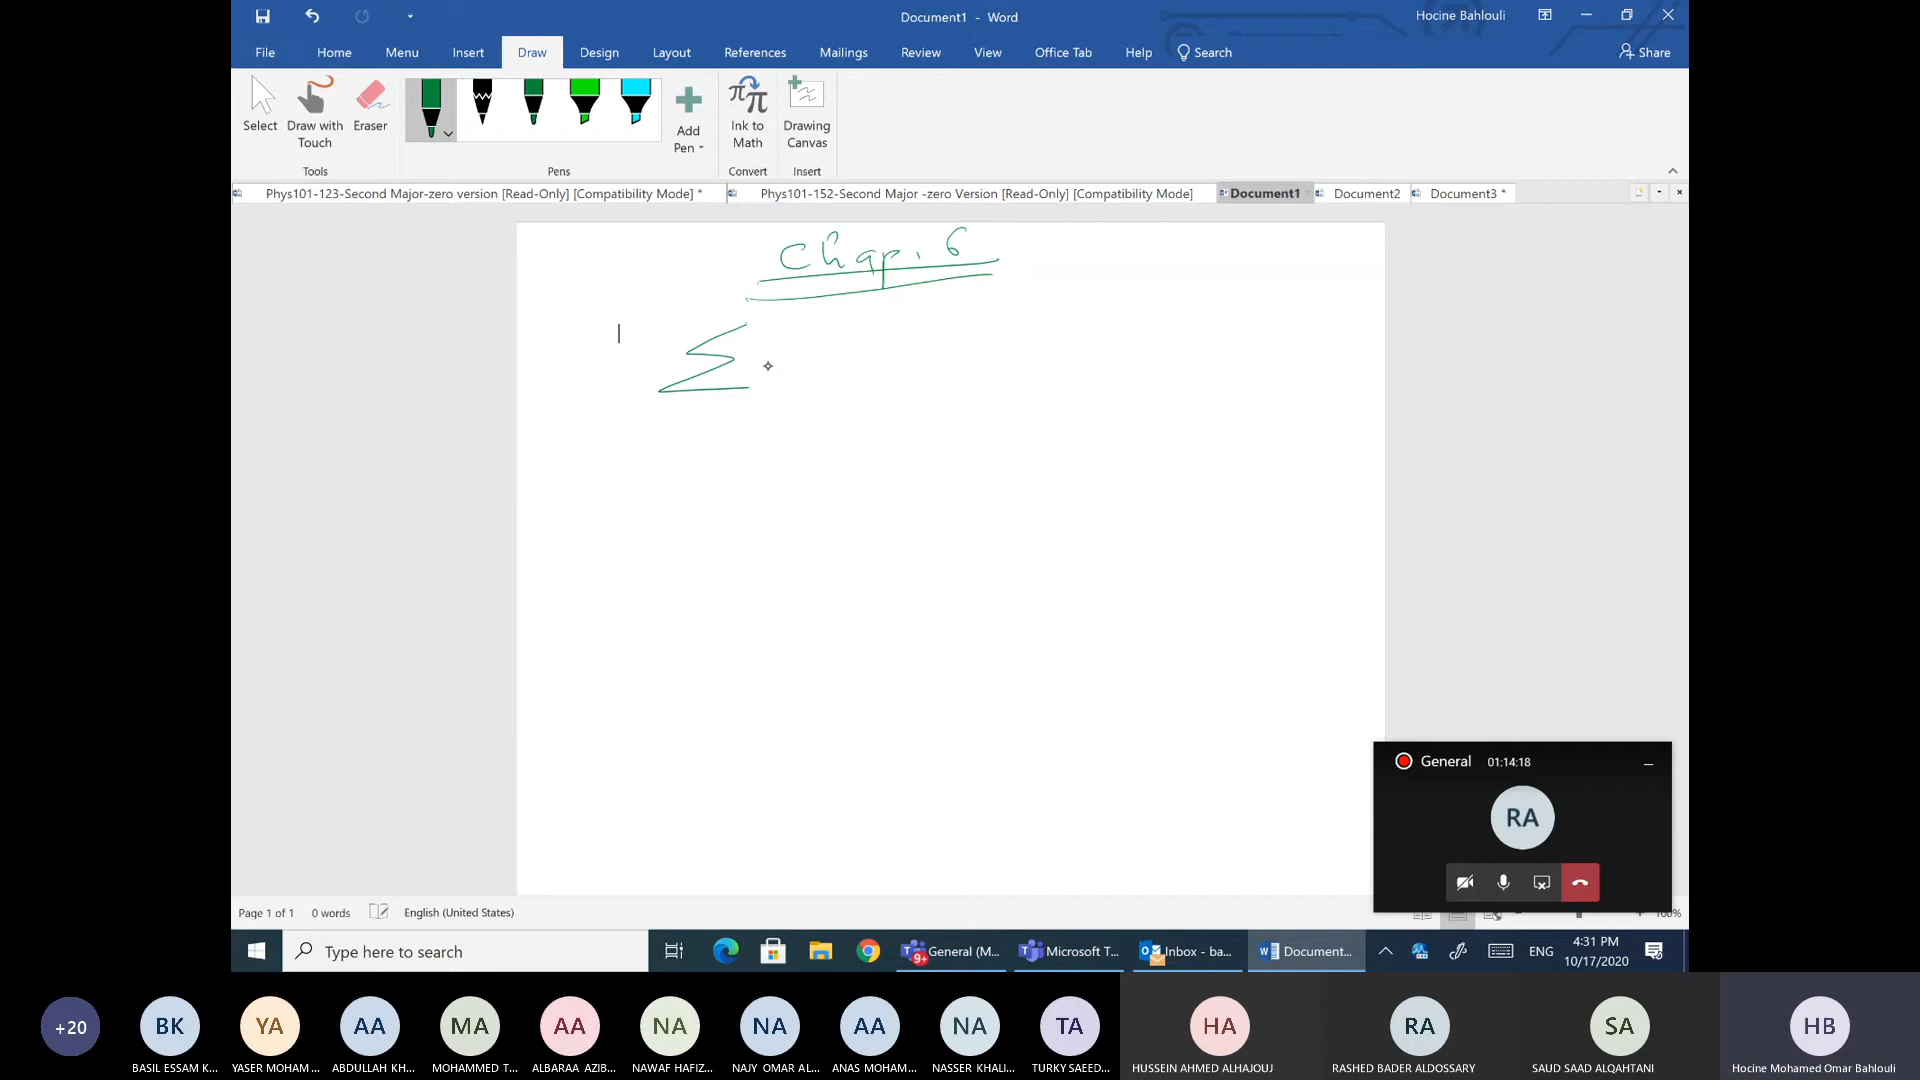 Document1 - Word
Hocine Bahlouli
File Home Menu Insert Draw Design Layout References Mailings Review View Office Tab Help Search Share
Select Draw with Touch Eraser Add Pen Ink to Math Drawing Canvas
Tools Pens Convert Insert
Phys101-123-Second Major-zero version [Read-Only] [Compatibility Mode] * Phys101-152-Second Major -zero Version [Read-Only] [Compatibility Mode] Document1 Document2 Document3 *
Chap. 6
Σ
General 01:14:18
RA
Page 1 of 1 0 words English (United States) 100%
Type here to search 9+ General (M... Microsoft T... Inbox - ba... Document... ENG 4:31 PM
10/17/2020
+20 BK YA AA MA AA NA NA AA NA TA HA RA SA HB
BASIL ESSAM K... YASER MOHAM... ABDULLAH KH... MOHAMMED T... ALBARAA AZIB... NAWAF HAFIZ... NAJY OMAR AL... ANAS MOHAM... NASSER KHALI... TURKY SAEED... HUSSEIN AHMED ALHAJOUJ RASHED BADER ALDOSSARY SAUD SAAD ALQAHTANI Hocine Mohamed Omar Bahlouli